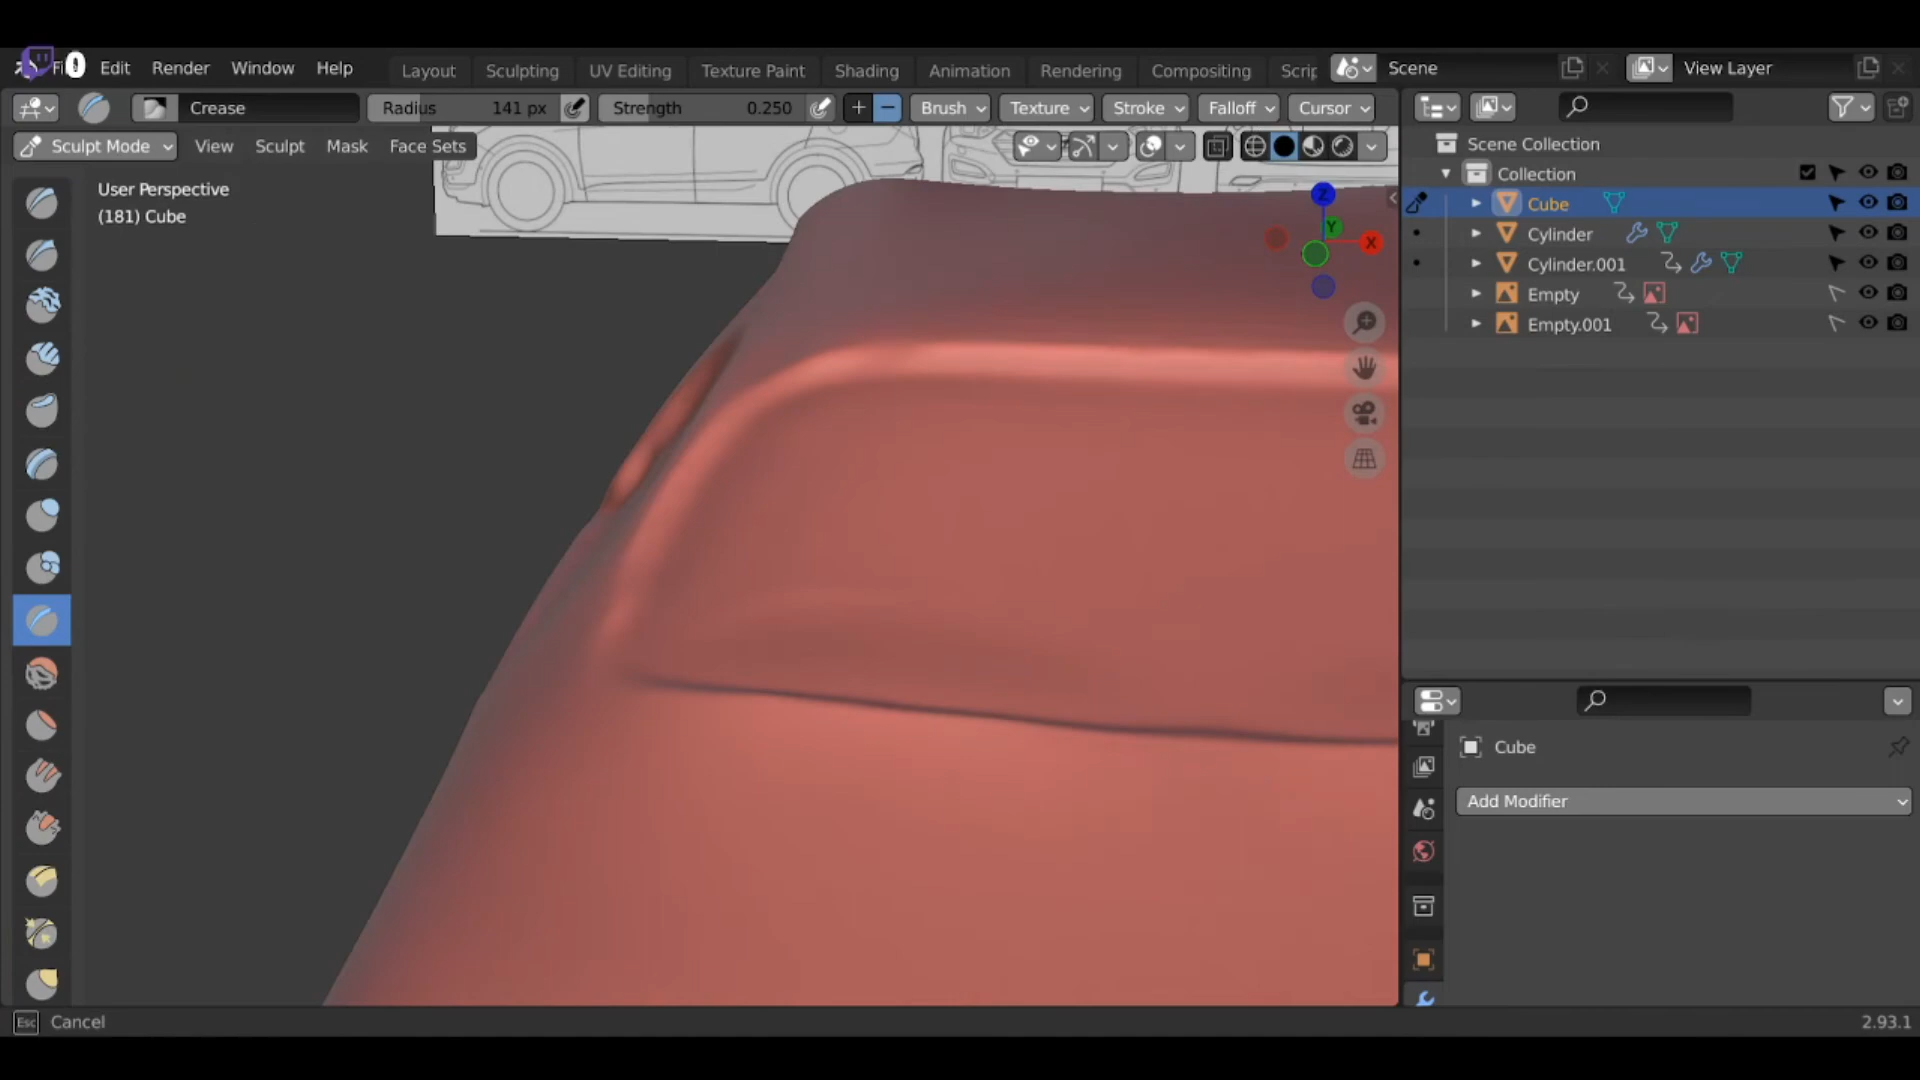 0 Edit Render Window Help Layout Sculpting UV Editing Texture Paint Shading Animation Rendering Compositing Scrip Scene View Layer
Crease Radius 141 px Strength 0.250 Brush Texture Stroke Falloff Cursor
Sculpt Mode View Sculpt Mask Face Sets
Scene Collection
Collection
User Perspective
(181) Cube
Cube
Cylinder
Cylinder.001
Empty
Empty.001
Z
Y
X
Cube
Add Modifier
Esc Cancel
2.93.1